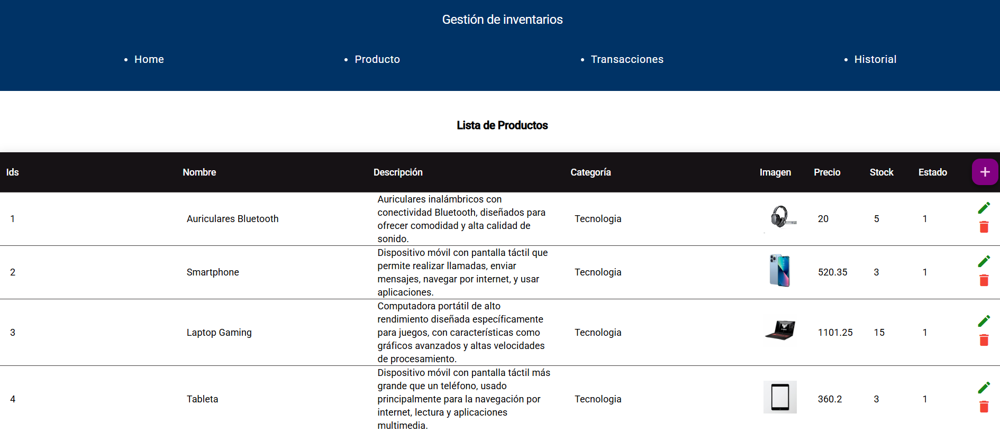 Gestión de inventarios
• Home • Producto • Transacciones • Historial
Lista de Productos
Ids Nombre Descripción Categoría Imagen Precio Stock Estado +
1 Auriculares Bluetooth Auriculares inalámbricos con
conectividad Bluetooth, diseñados para
ofrecer comodidad y alta calidad de
sonido. Tecnologia 20 5 1
2 Smartphone Dispositivo móvil con pantalla táctil que
permite realizar llamadas, enviar
mensajes, navegar por internet, y usar
aplicaciones. Tecnologia 520.35 3 1
3 Laptop Gaming Computadora portátil de alto
rendimiento diseñada específicamente
para juegos, con características como
gráficos avanzados y altas velocidades
de procesamiento. Tecnologia 1101.25 15 1
4 Tableta Dispositivo móvil con pantalla táctil más
grande que un teléfono, usado
principalmente para la navegación por
internet, lectura y aplicaciones
multimedia. Tecnologia 360.2 3 1